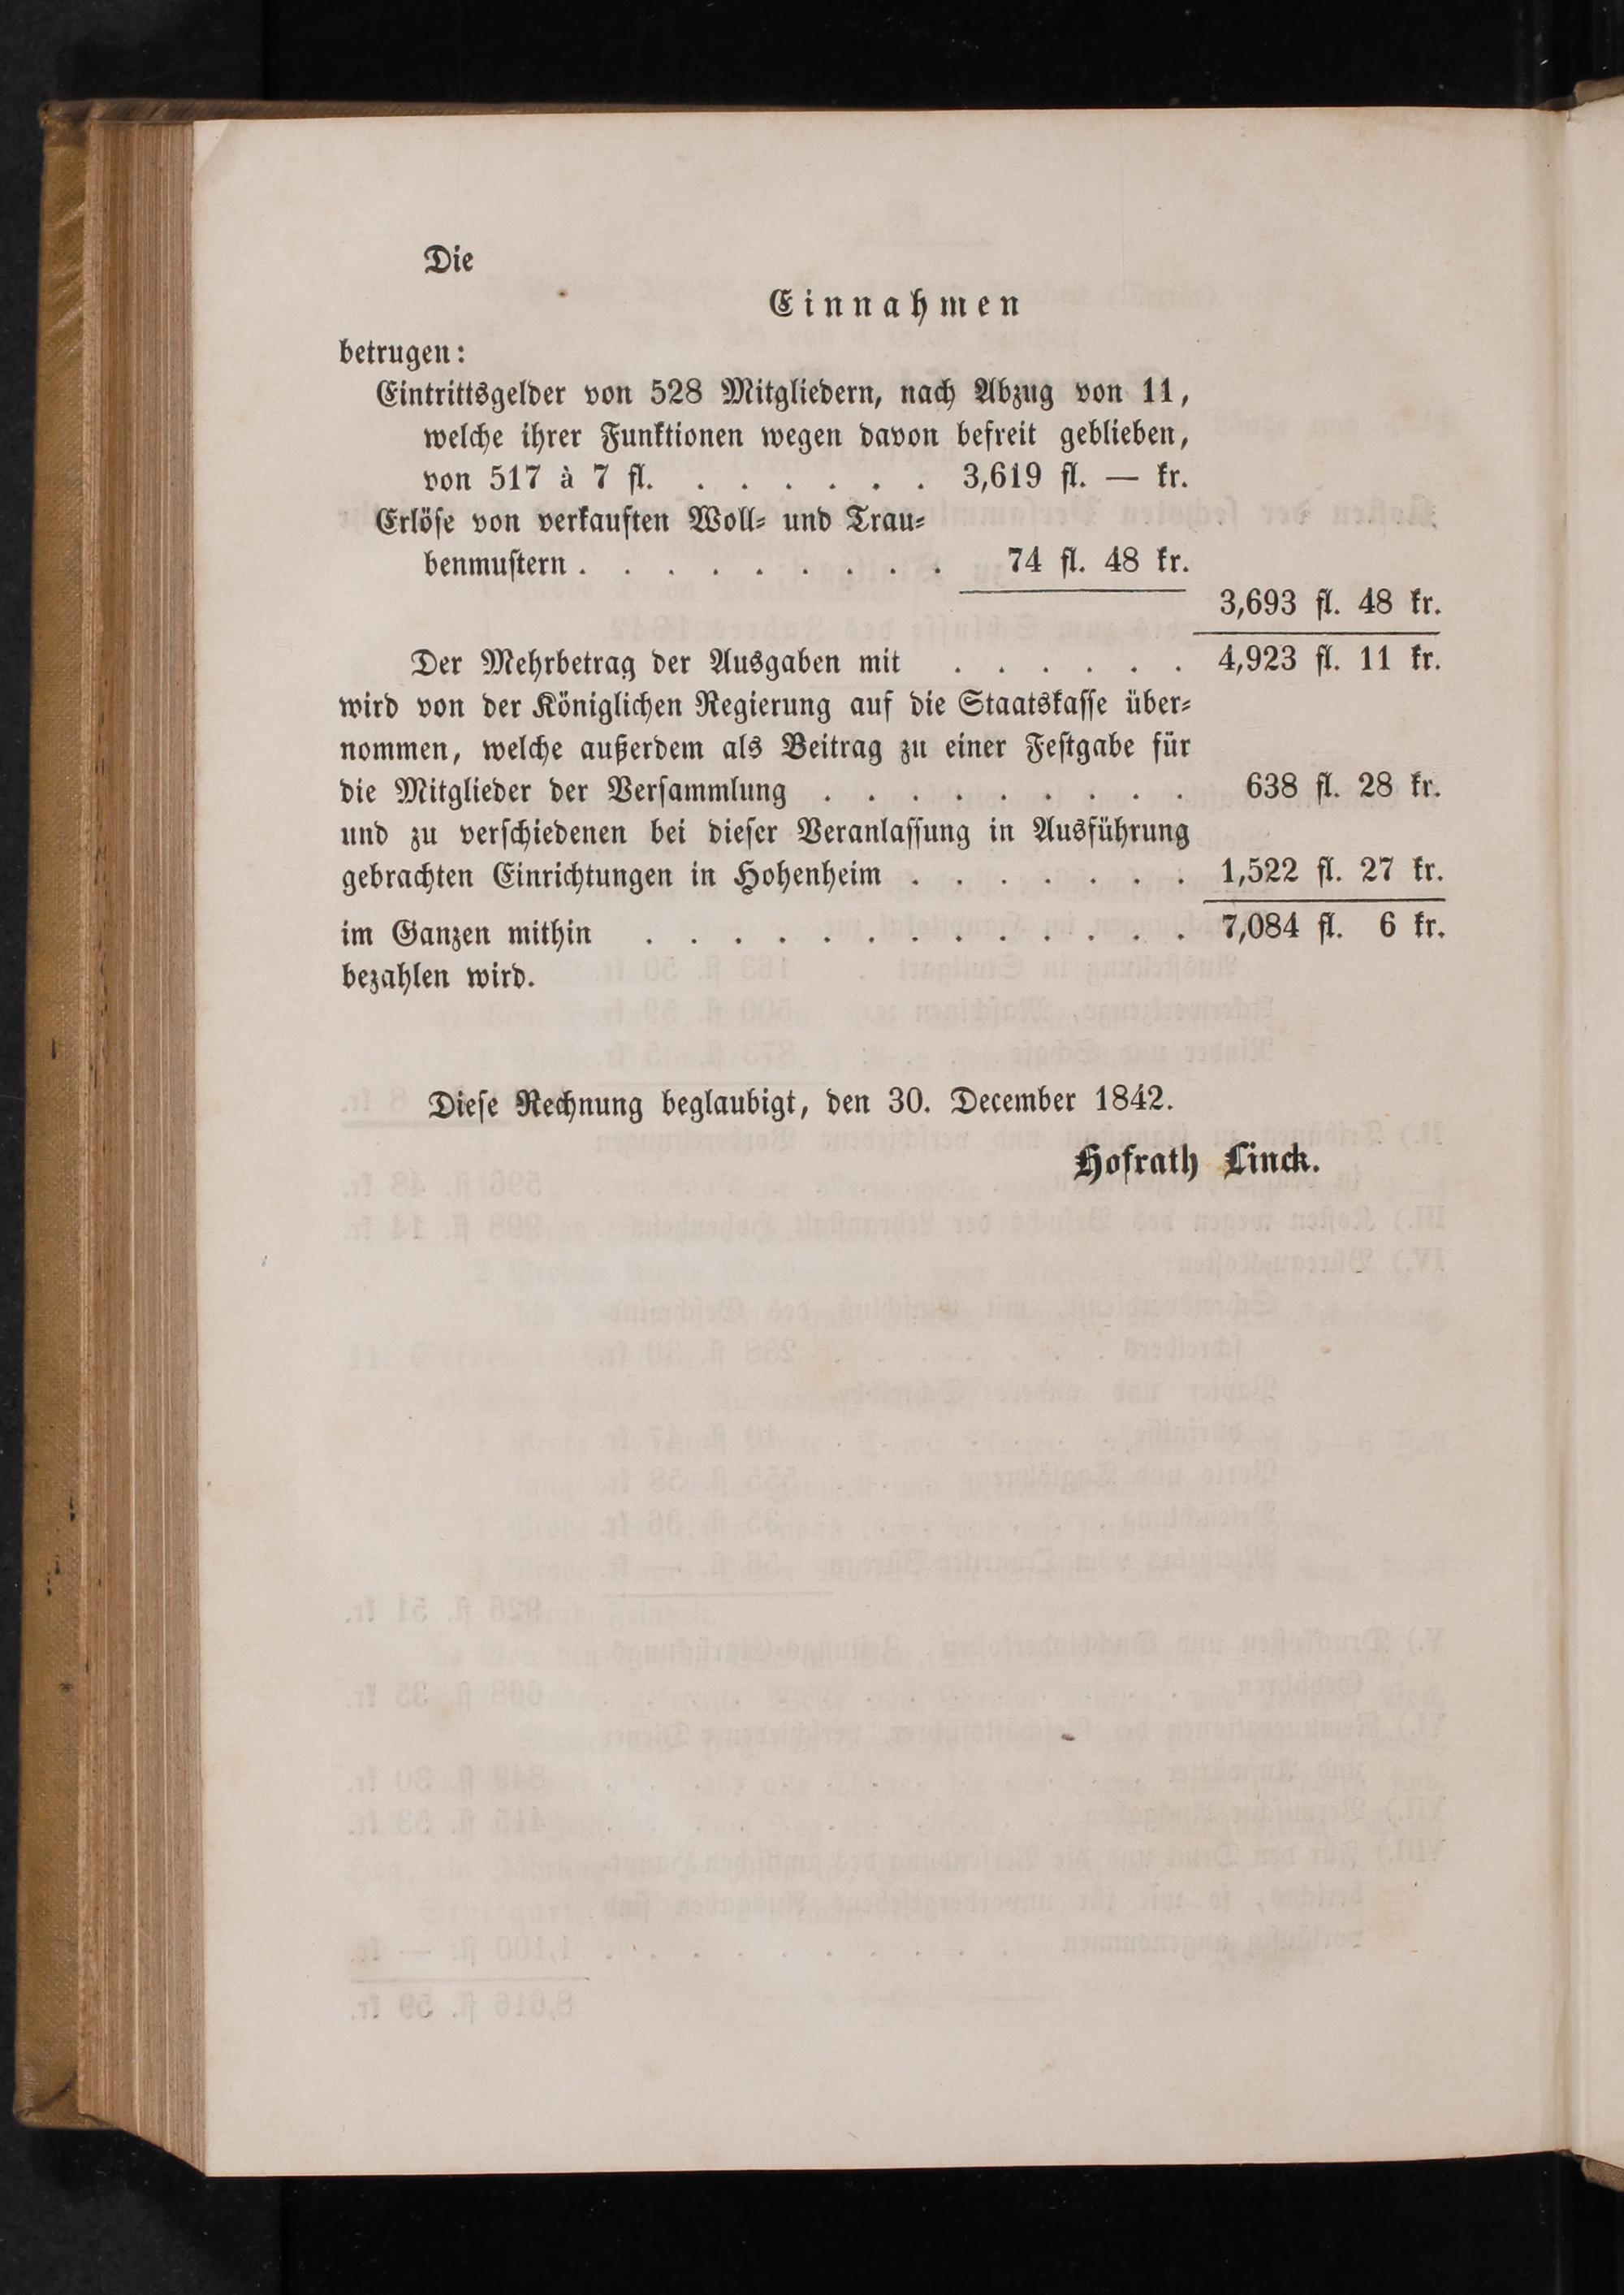 Die
Einnahmen
betrugen:
Eintrittsgelder von 528 Mitgliedern, nach Abzug von 11,
welche ihrer Funktionen wegen davon befreit geblieben,
von 517 à 7 fl. . . . . . . 3,619 fl. — kr.
Erlöse von verkauften Woll- und Trau-
benmustern . . . . . . . . . 74 fl. 48 kr.
3,693 fl. 48 kr.
Der Mehrbetrag der Ausgaben mit . . . . . . 4,923 fl. 11 kr.
wird von der Königlichen Regierung auf die Staatskasse über-
nommen, welche außerdem als Beitrag zu einer Festgabe für
die Mitglieder der Versammlung . . . . . . . . . 638 fl. 28 kr.
und zu verschiedenen bei dieser Veranlassung in Ausführung
gebrachten Einrichtungen in Hohenheim . . . . . . . 1,522 fl. 27 kr.
im Ganzen mithin . . . . . . . . . . . . . 7,084 fl. 6 kr.
bezahlen wird.
Diese Rechnung beglaubigt, den 30. December 1842.
Hofrath Linck.